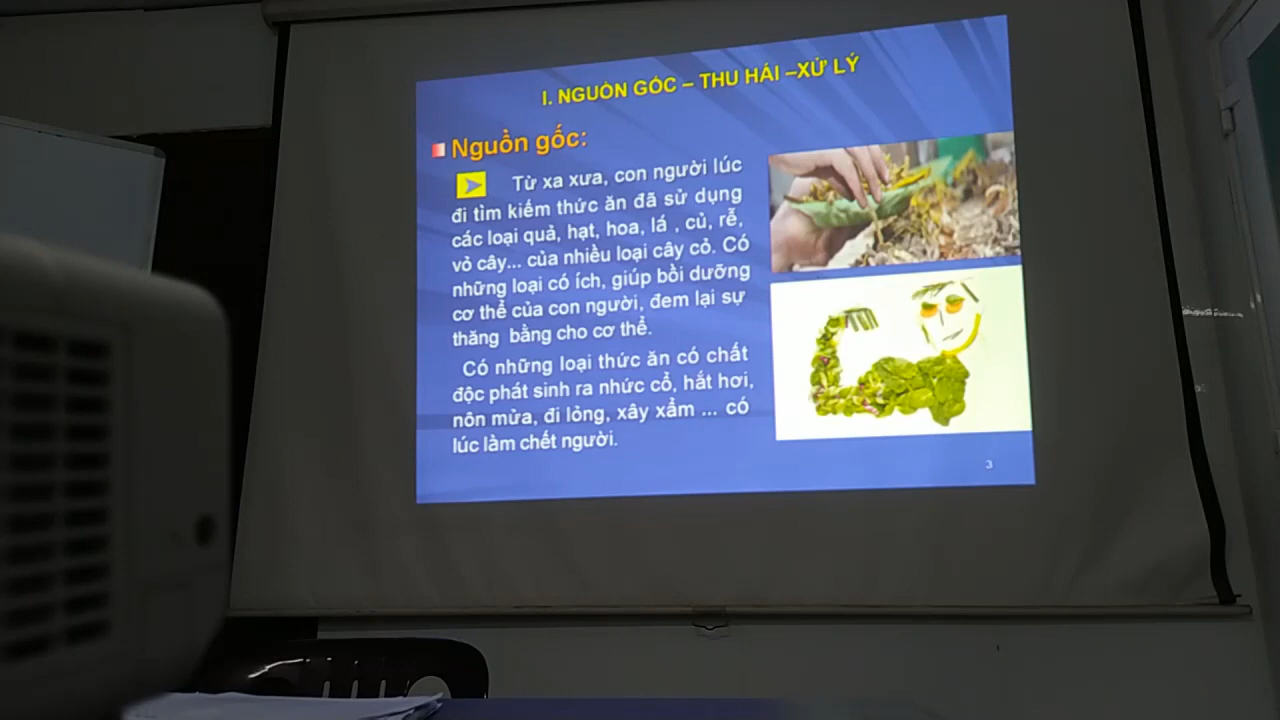 I. NGUỒN GỐC – THU HÁI –XỬ LÝ
Nguồn gốc:
Từ xa xưa, con người lúc
đi tìm kiếm thức ăn đã sử dụng
các loại quả, hạt, hoa, lá , củ, rễ,
vỏ cây... của nhiều loại cây cỏ. Có
những loại có ích, giúp bồi dưỡng
cơ thể của con người, đem lại sự
thăng bằng cho cơ thể.
Có những loại thức ăn có chất
độc phát sinh ra nhức cổ, hắt hơi,
nôn mửa, đi lỏng, xây xẩm ... có
lúc làm chết người.
3